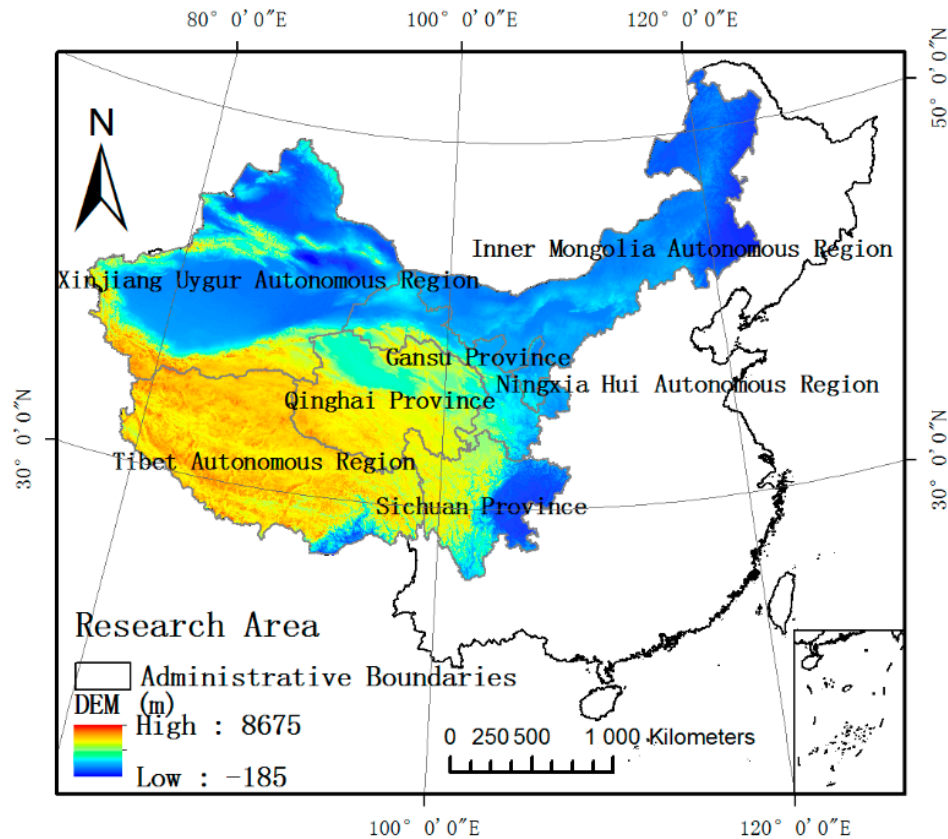 80° 0′0″E
100° 0′0″E
120° 0′0″E
50° 0′0″N
N
Inner Mongolia Autonomous Region
Xinjiang Uygur Autonomous Region
Gansu Province
Ningxia Hui Autonomous Region
Qinghai Province
30° 0′0″N
30° 0′0″N
Tibet Autonomous Region
Sichuan Province
Research Area
Administrative Boundaries
DEM (m)
High : 8675
Low : -185
0 250 500 1 000 Kilometers
100° 0′0″E
120° 0′0″E